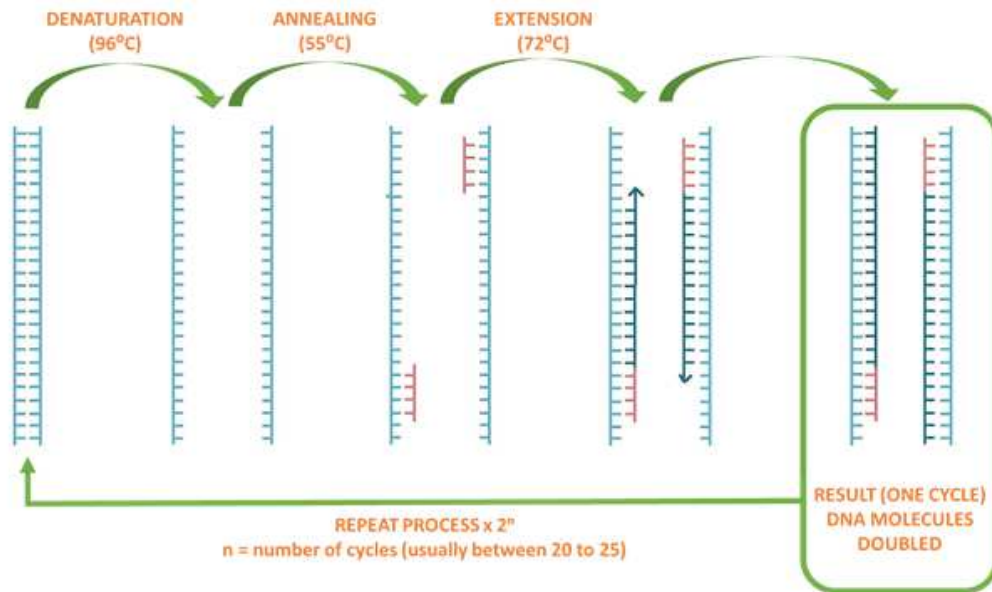 DENATURATION
(96°C)
ANNEALING
(55°C)
EXTENSION
(72°C)
RESULT (ONE CYCLE)
DNA MOLECULES
DOUBLED
REPEAT PROCESS x 2ⁿ
n = number of cycles (usually between 20 to 25)